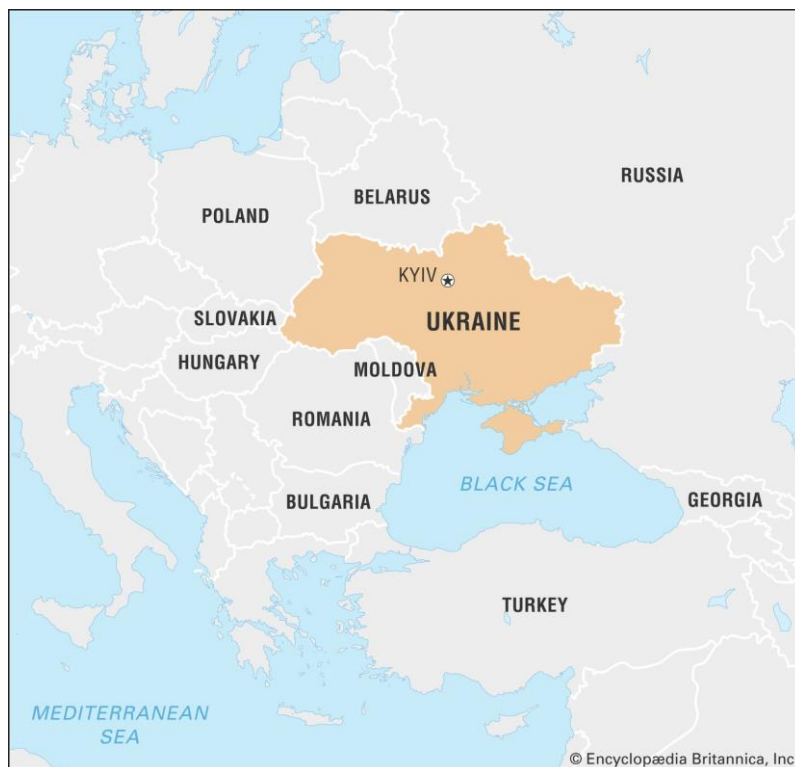 RUSSIA
BELARUS
POLAND
KYIV
UKRAINE
SLOVAKIA
HUNGARY
MOLDOVA
ROMANIA
BLACK SEA
BULGARIA
GEORGIA
TURKEY
MEDITERRANEAN
SEA
© Encyclopædia Britannica, Inc